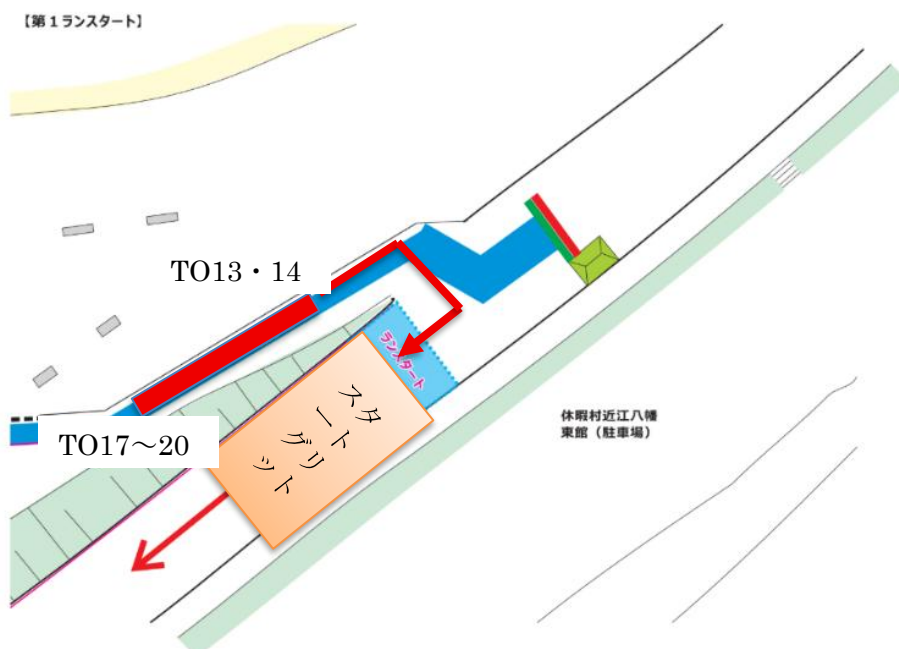 【第１ランスタート】
TO13・14
ランスタート
スタートグリット
TO17～20
休暇村近江八幡
東館（駐車場）